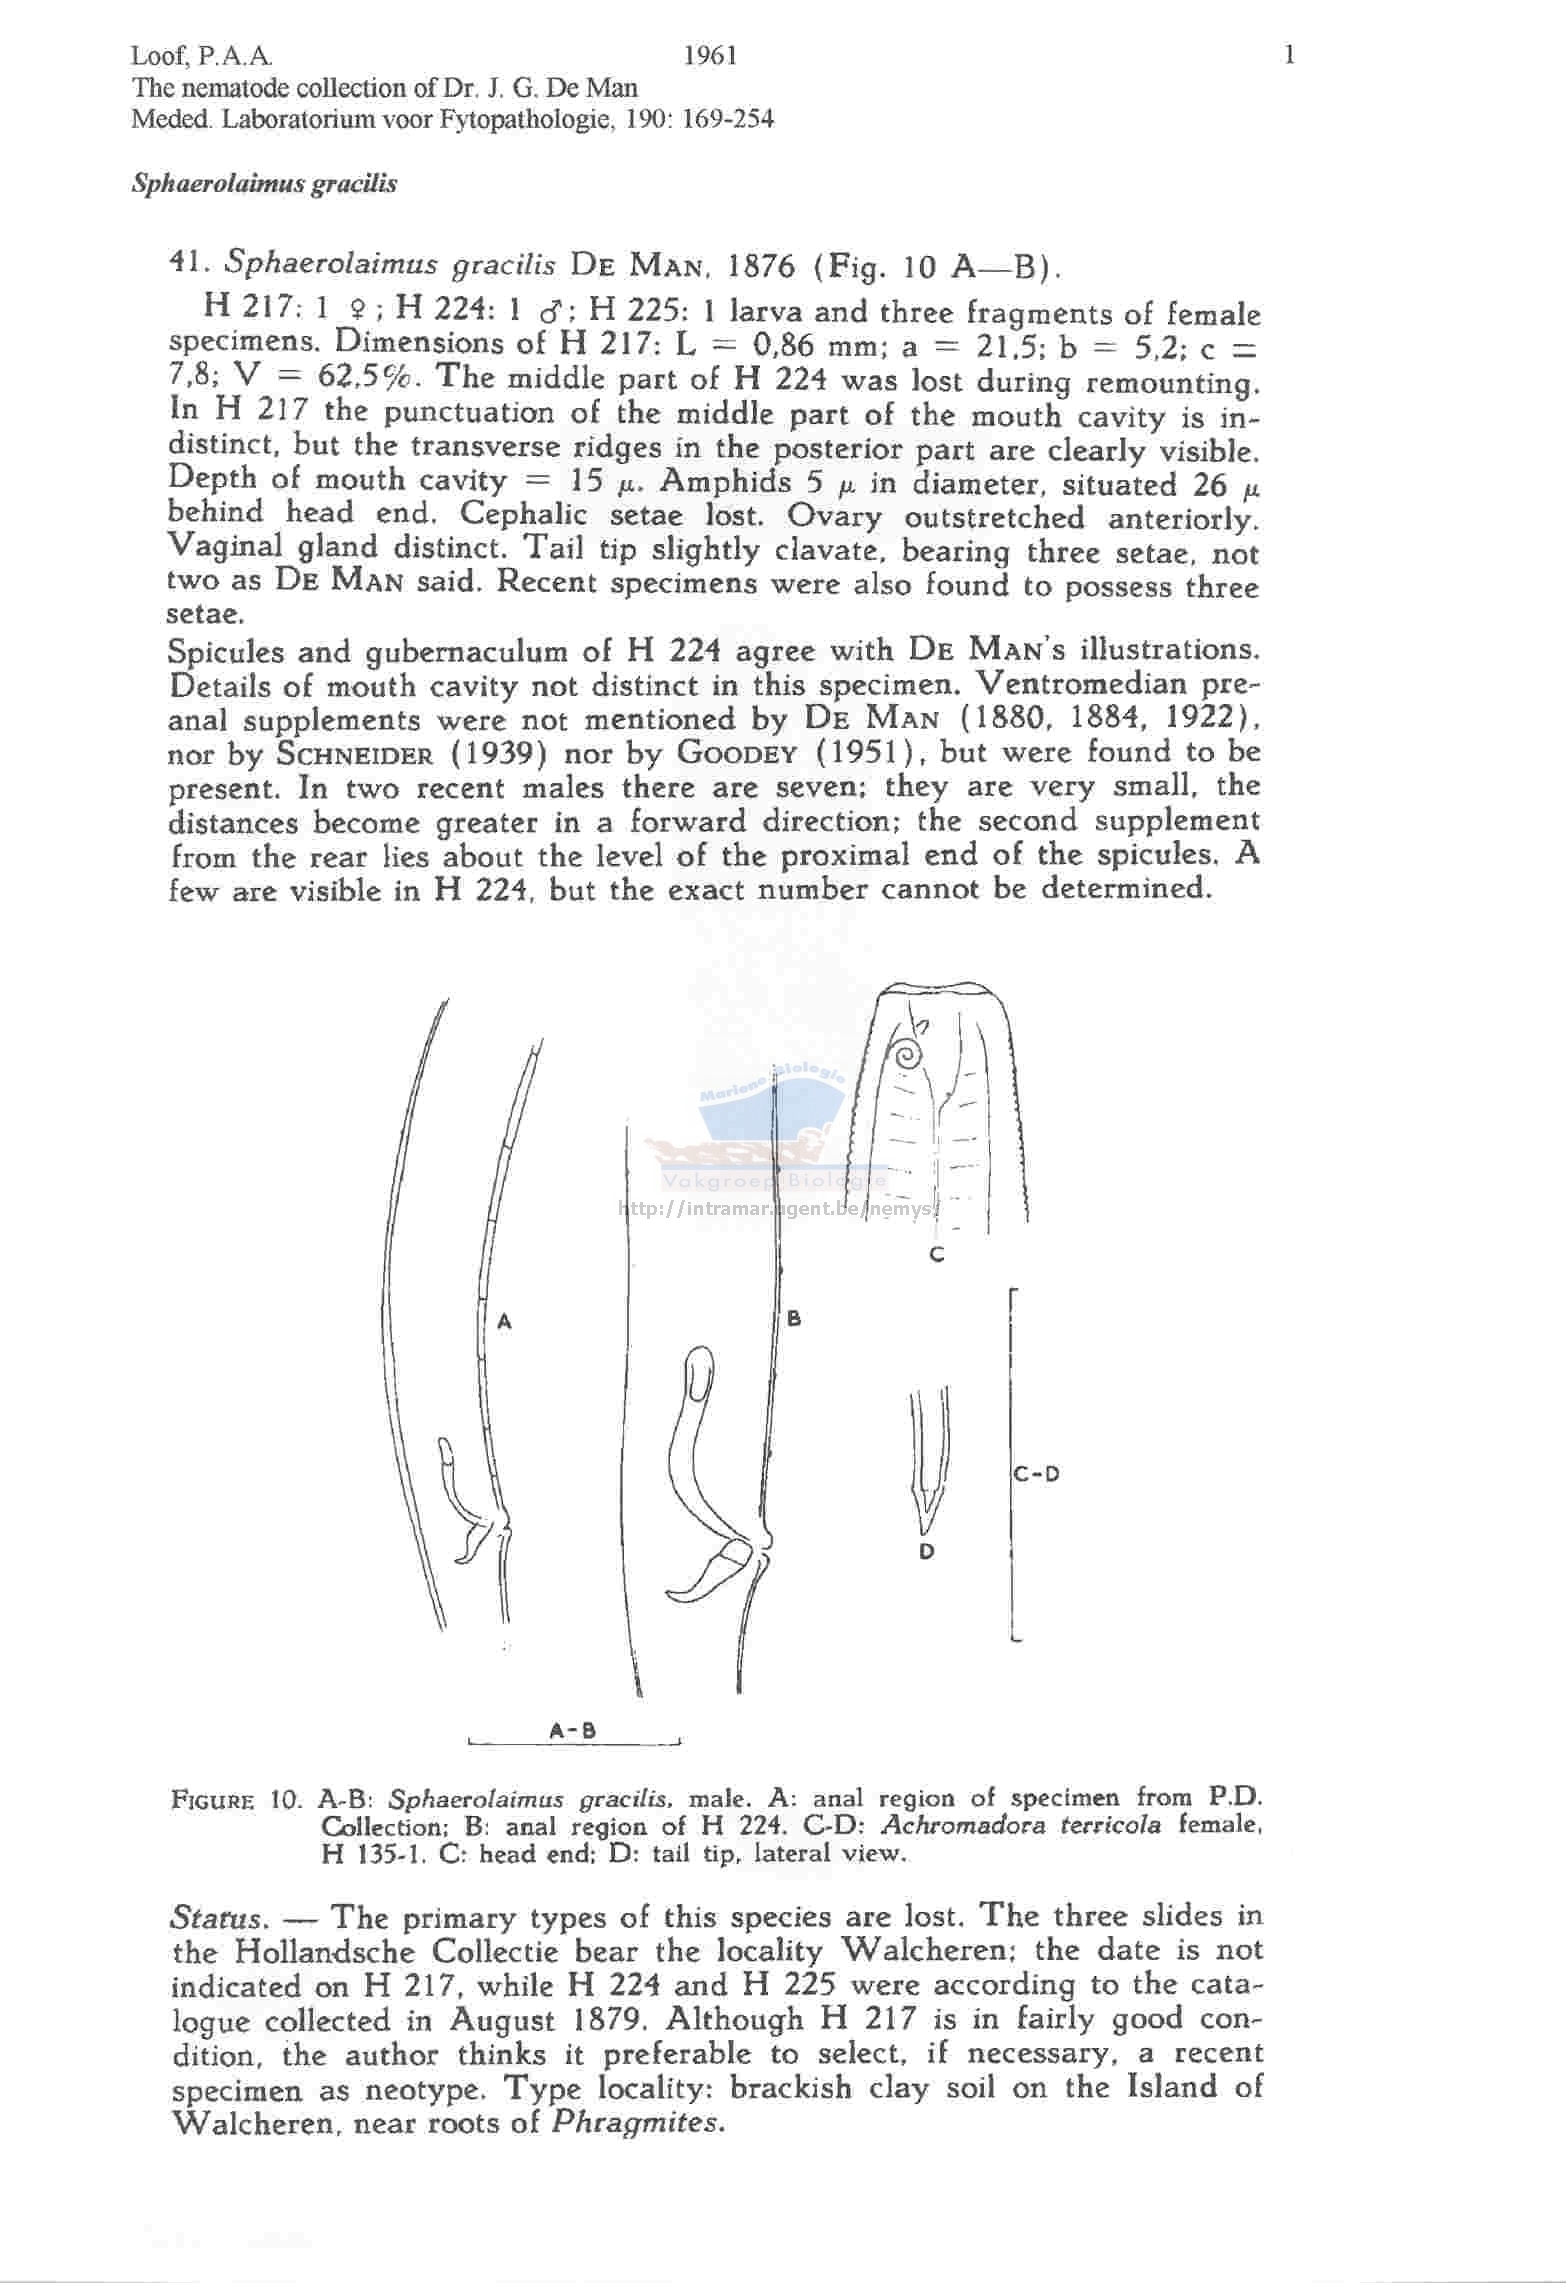 Loof, P.A.A. 1961 1
The nematode collection of Dr. J. G. De Man
Meded. Laboratorium voor Fytopathologie, 190: 169-254
Sphaerolaimus gracilis
41. Sphaerolaimus gracilis DE MAN, 1876 (Fig. 10 A—B).
H 217: 1 ♀; H 224: 1 ♂; H 225: 1 larva and three fragments of female
specimens. Dimensions of H 217: L = 0,86 mm; a = 21,5; b = 5,2; c =
7,8; V = 62,5%. The middle part of H 224 was lost during remounting.
In H 217 the punctuation of the middle part of the mouth cavity is in-
distinct, but the transverse ridges in the posterior part are clearly visible.
Depth of mouth cavity = 15 μ. Amphids 5 μ in diameter, situated 26 μ
behind head end. Cephalic setae lost. Ovary outstretched anteriorly.
Vaginal gland distinct. Tail tip slightly clavate, bearing three setae, not
two as DE MAN said. Recent specimens were also found to possess three
setae.
Spicules and gubernaculum of H 224 agree with DE MAN's illustrations.
Details of mouth cavity not distinct in this specimen. Ventromedian pre-
anal supplements were not mentioned by DE MAN (1880, 1884, 1922),
nor by SCHNEIDER (1939) nor by GOODEY (1951), but were found to be
present. In two recent males there are seven; they are very small, the
distances become greater in a forward direction; the second supplement
from the rear lies about the level of the proximal end of the spicules. A
few are visible in H 224, but the exact number cannot be determined.
Mariene Biologie
Vakgroep Biologie
http://intramar.ugent.be/nemys/
C
A
B
C-D
D
A-B
FIGURE 10. A-B: Sphaerolaimus gracilis, male. A: anal region of specimen from P.D.
Collection; B: anal region of H 224. C-D: Achromadora terricola female,
H 135-1. C: head end; D: tail tip, lateral view.
Status. — The primary types of this species are lost. The three slides in
the Hollandsche Collectie bear the locality Walcheren; the date is not
indicated on H 217, while H 224 and H 225 were according to the cata-
logue collected in August 1879. Although H 217 is in fairly good con-
dition, the author thinks it preferable to select, if necessary, a recent
specimen as neotype. Type locality: brackish clay soil on the Island of
Walcheren, near roots of Phragmites.